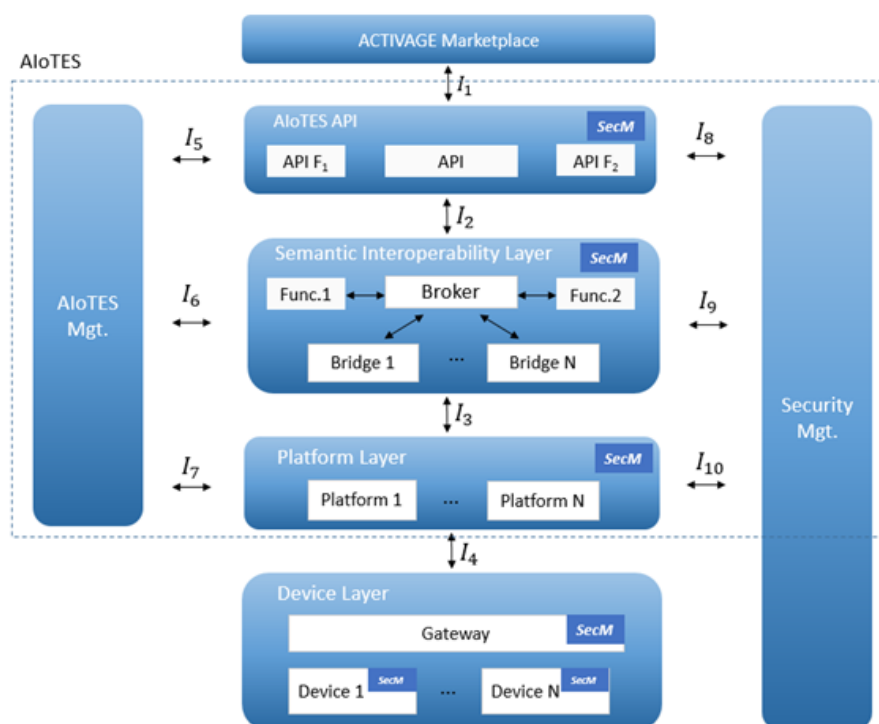 ACTIVAGE Marketplace
AIoTES
I₁
AIoTES API
SecM
I₅
API F₁
API
API F₂
I₈
I₂
Semantic Interoperability Layer
SecM
AIoTES
Mgt.
I₆
Func.1
Broker
Func.2
I₉
Bridge 1
...
Bridge N
I₃
Security
Mgt.
Platform Layer
SecM
I₇
Platform 1
...
Platform N
I₁₀
I₄
Device Layer
Gateway
SecM
Device 1
SecM
...
Device N
SecM